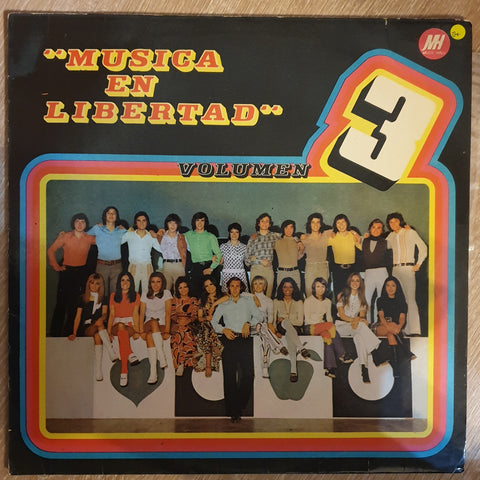 "MUSICA
EN
LIBERTAD"
VOLUMEN
3
MH